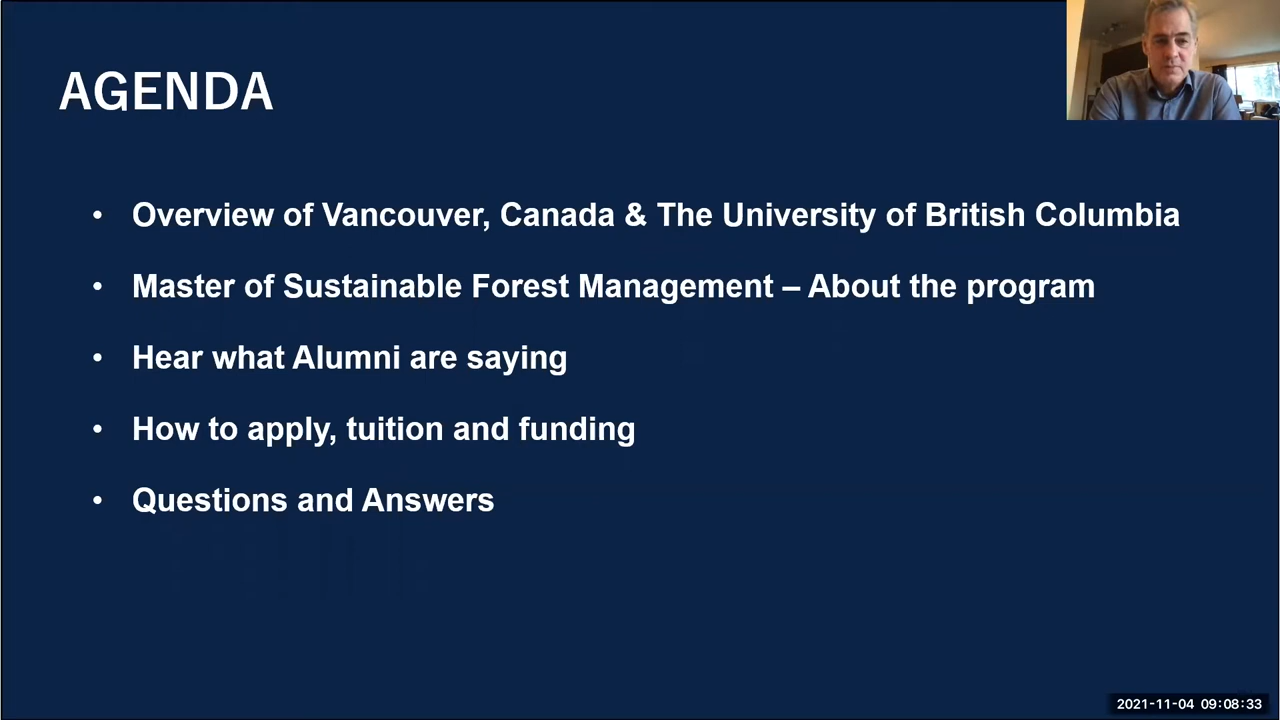 AGENDA
• Overview of Vancouver, Canada & The University of British Columbia
• Master of Sustainable Forest Management – About the program
• Hear what Alumni are saying
• How to apply, tuition and funding
• Questions and Answers
2021-11-04 09:08:33